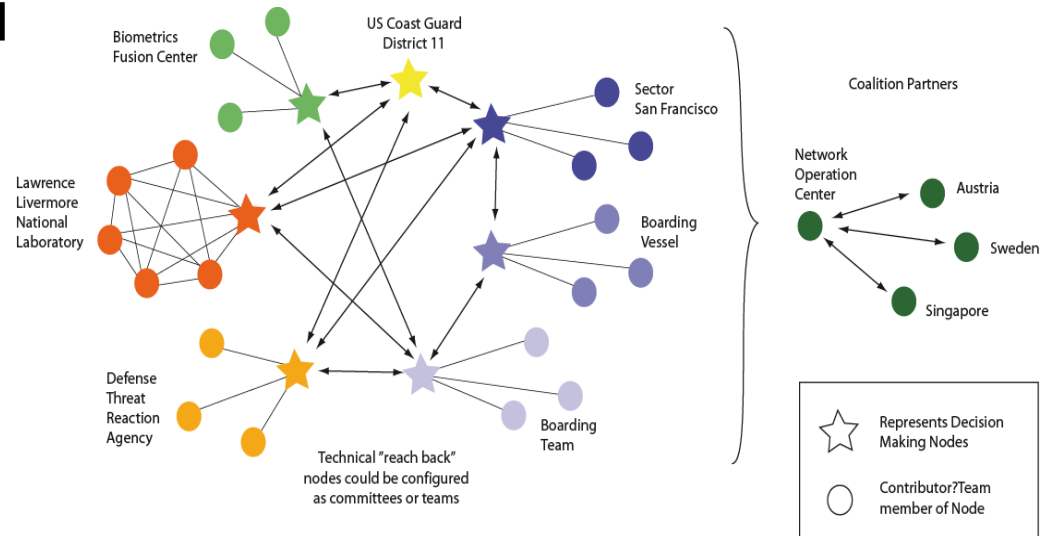 US Coast Guard
District 11
Biometrics
Fusion Center
Sector
San Francisco
Lawrence
Livermore
National
Laboratory
Boarding
Vessel
Defense
Threat
Reaction
Agency
Boarding
Team
Technical "reach back"
nodes could be configured
as committees or teams
Coalition Partners
Network
Operation
Center
Austria
Sweden
Singapore
Represents Decision
Making Nodes
Contributor?Team
member of Node